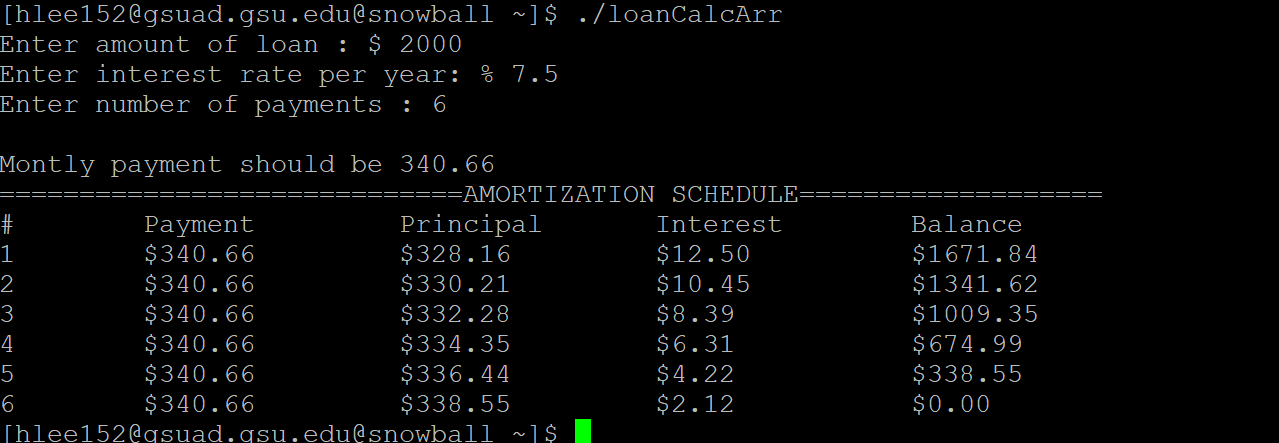 [hlee152@gsuad.gsu.edu@snowball ~]$ ./loanCalcArr
Enter amount of loan : $ 2000
Enter interest rate per year: % 7.5
Enter number of payments : 6
Montly payment should be 340.66
=============================AMORTIZATION SCHEDULE===================
# Payment Principal Interest Balance
1 $340.66 $328.16 $12.50 $1671.84
2 $340.66 $330.21 $10.45 $1341.62
3 $340.66 $332.28 $8.39 $1009.35
4 $340.66 $334.35 $6.31 $674.99
5 $340.66 $336.44 $4.22 $338.55
6 $340.66 $338.55 $2.12 $0.00
[hlee152@gsuad.gsu.edu@snowball ~]$